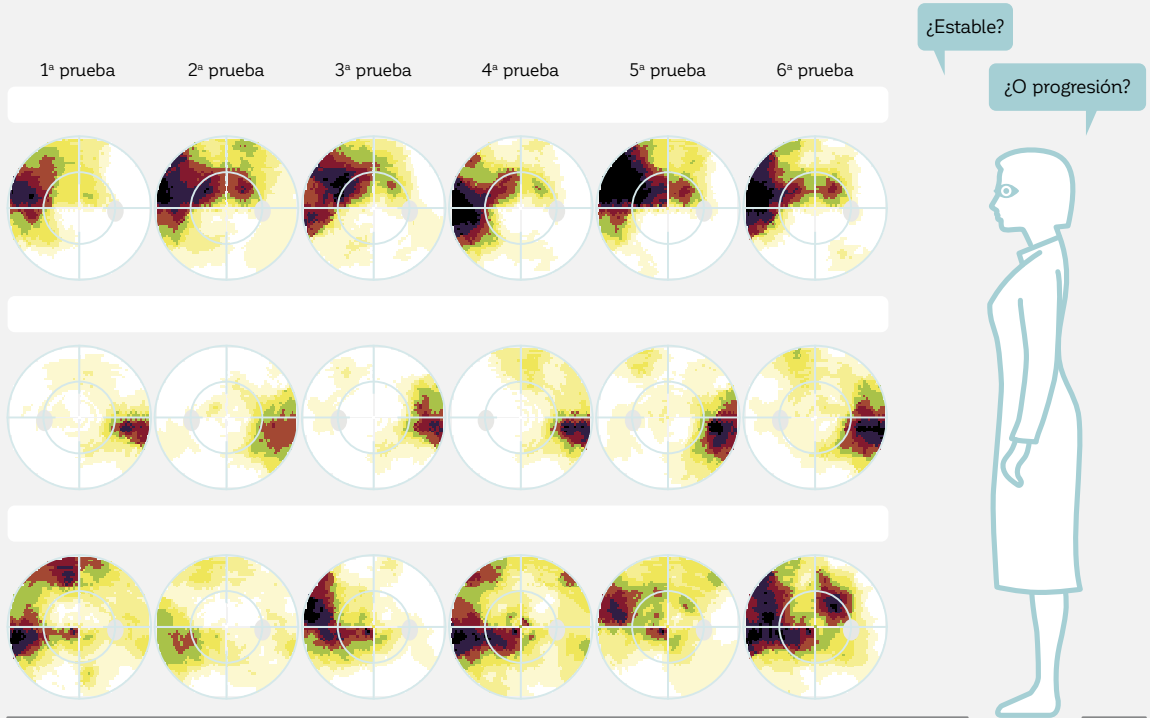 ¿Estable?
¿O progresión?
1ª prueba
2ª prueba
3ª prueba
4ª prueba
5ª prueba
6ª prueba